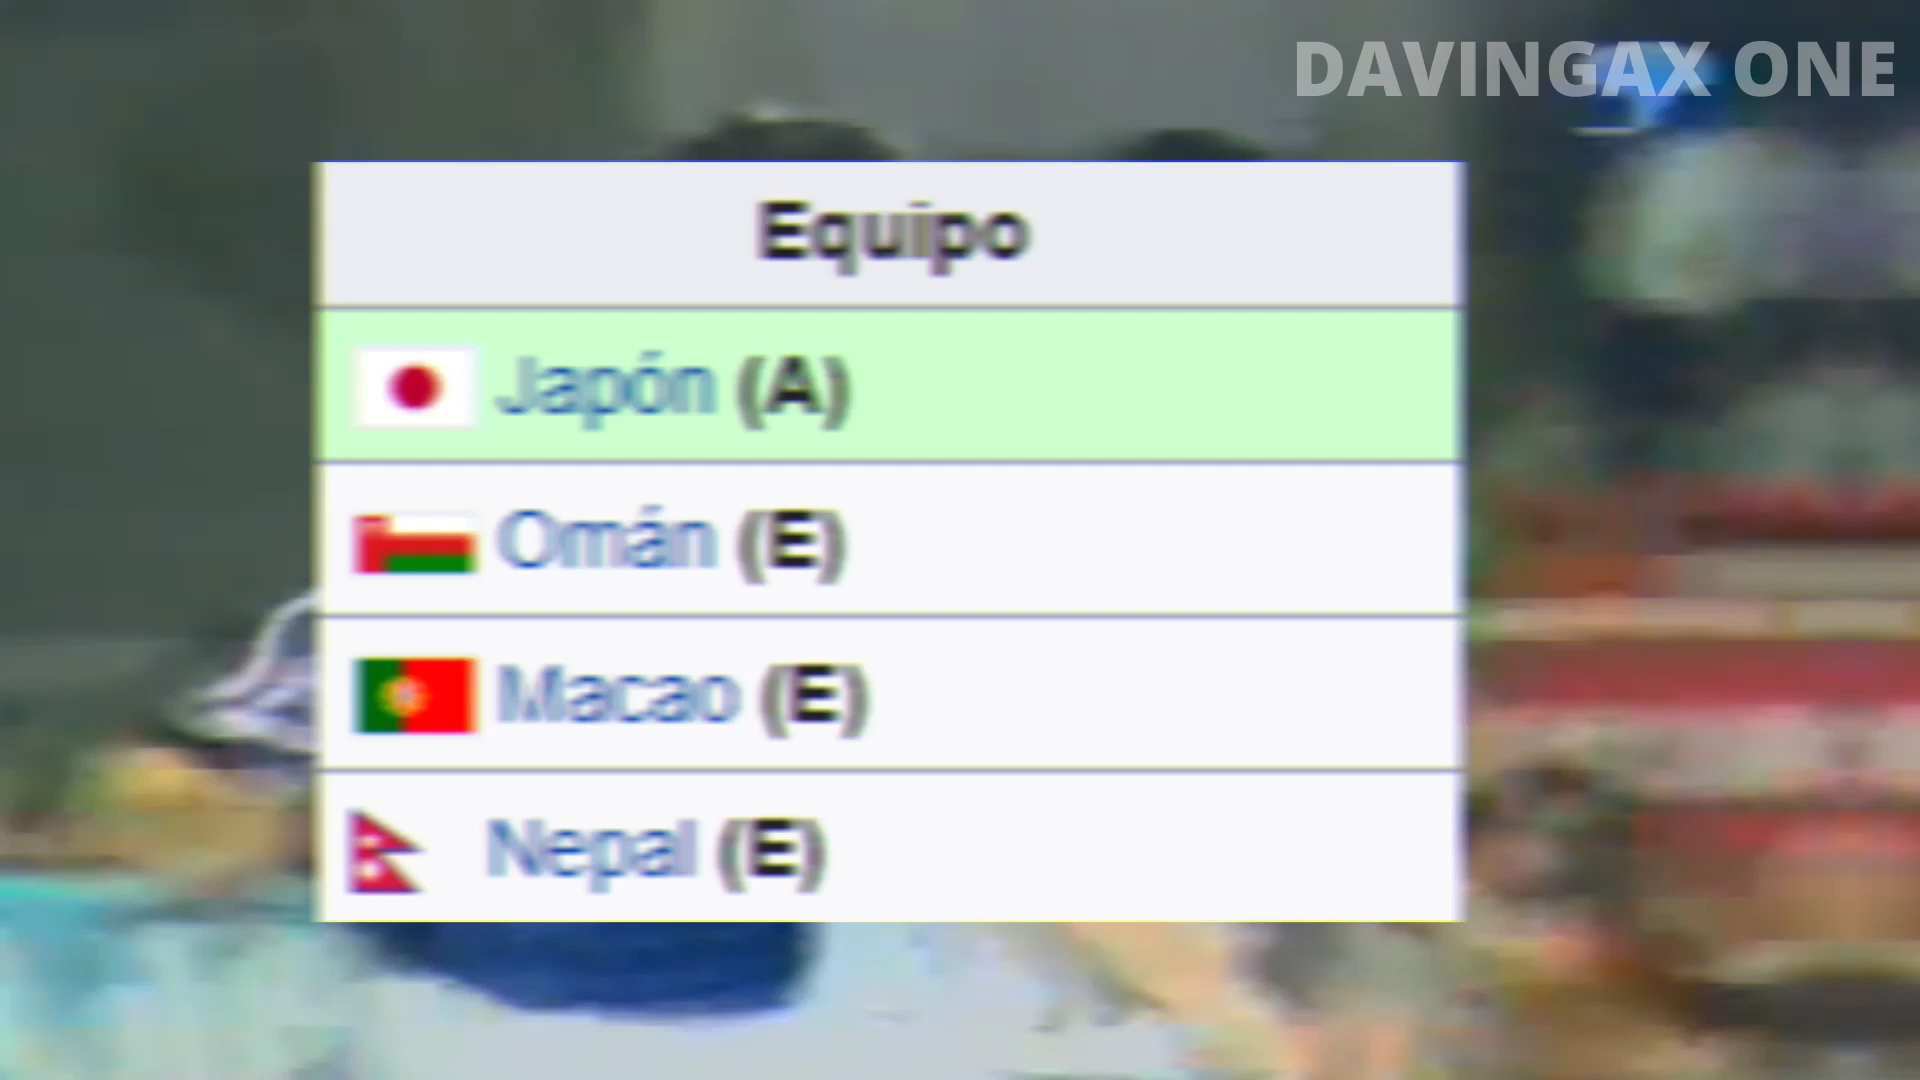 DAVINGAX ONE
Equipo
Japón (A)
Omán (E)
Macao (E)
Nepal (E)